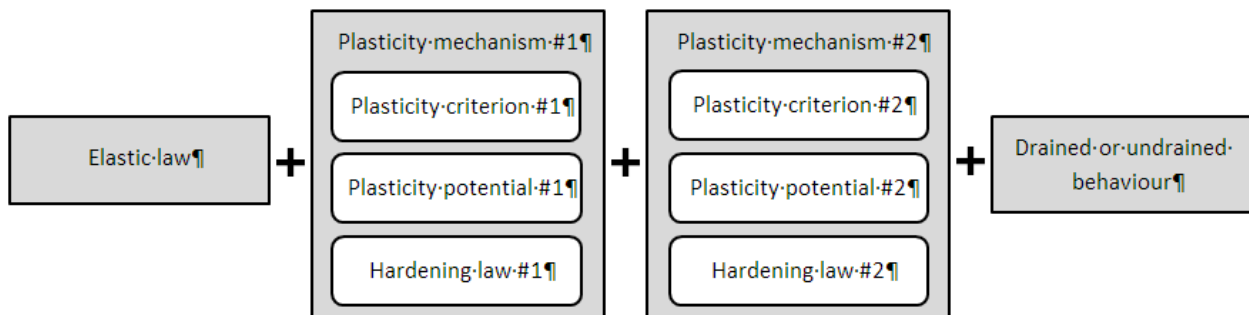 Elastic·law¶
+
Plasticity·mechanism·#1¶
Plasticity·criterion·#1¶
Plasticity·potential·#1¶
Hardening·law·#1¶
+
Plasticity·mechanism·#2¶
Plasticity·criterion·#2¶
Plasticity·potential·#2¶
Hardening·law·#2¶
+
Drained·or·undrained·
behaviour¶